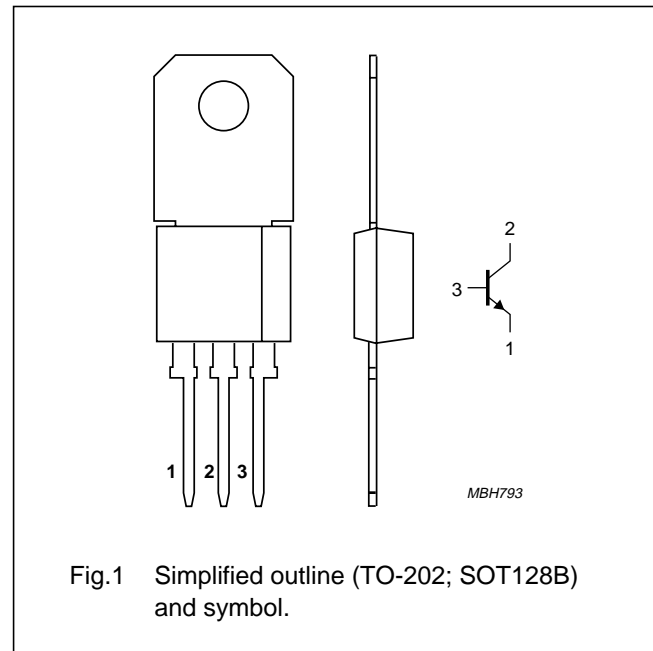 2
3
1
1 2 3
MBH793
Fig.1 Simplified outline (TO-202; SOT128B)
and symbol.